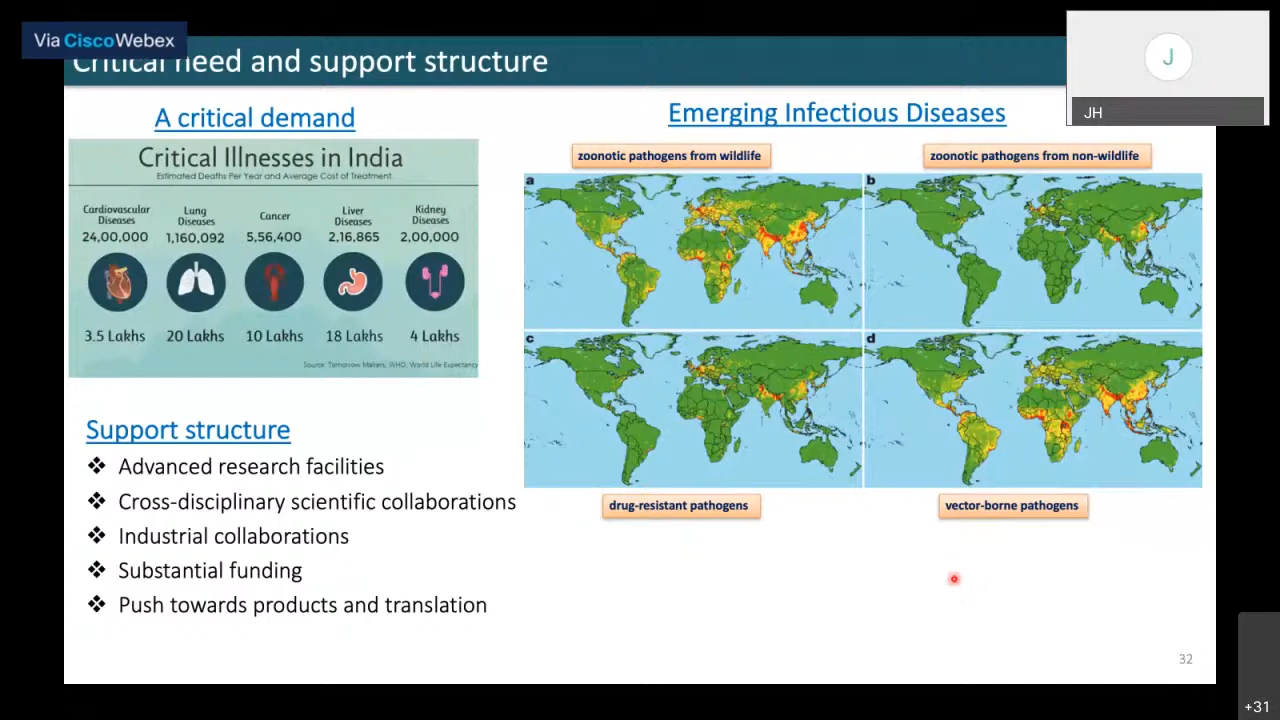 Via CiscoWebex
Critical need and support structure
J
JH
A critical demand
Critical Illnesses in India
Estimated Deaths Per Year and Average Cost of Treatment
Cardiovascular Diseases
24,00,000
3.5 Lakhs
Lung Diseases
1,160,092
20 Lakhs
Cancer
5,56,400
10 Lakhs
Liver Diseases
2,16,865
18 Lakhs
Kidney Diseases
2,00,000
4 Lakhs
Source: Tomorrow Makers, WHO, World Life Expectancy
Support structure
❖ Advanced research facilities
❖ Cross-disciplinary scientific collaborations
❖ Industrial collaborations
❖ Substantial funding
❖ Push towards products and translation
Emerging Infectious Diseases
zoonotic pathogens from wildlife
zoonotic pathogens from non-wildlife
a
b
c
d
drug-resistant pathogens
vector-borne pathogens
32
+31